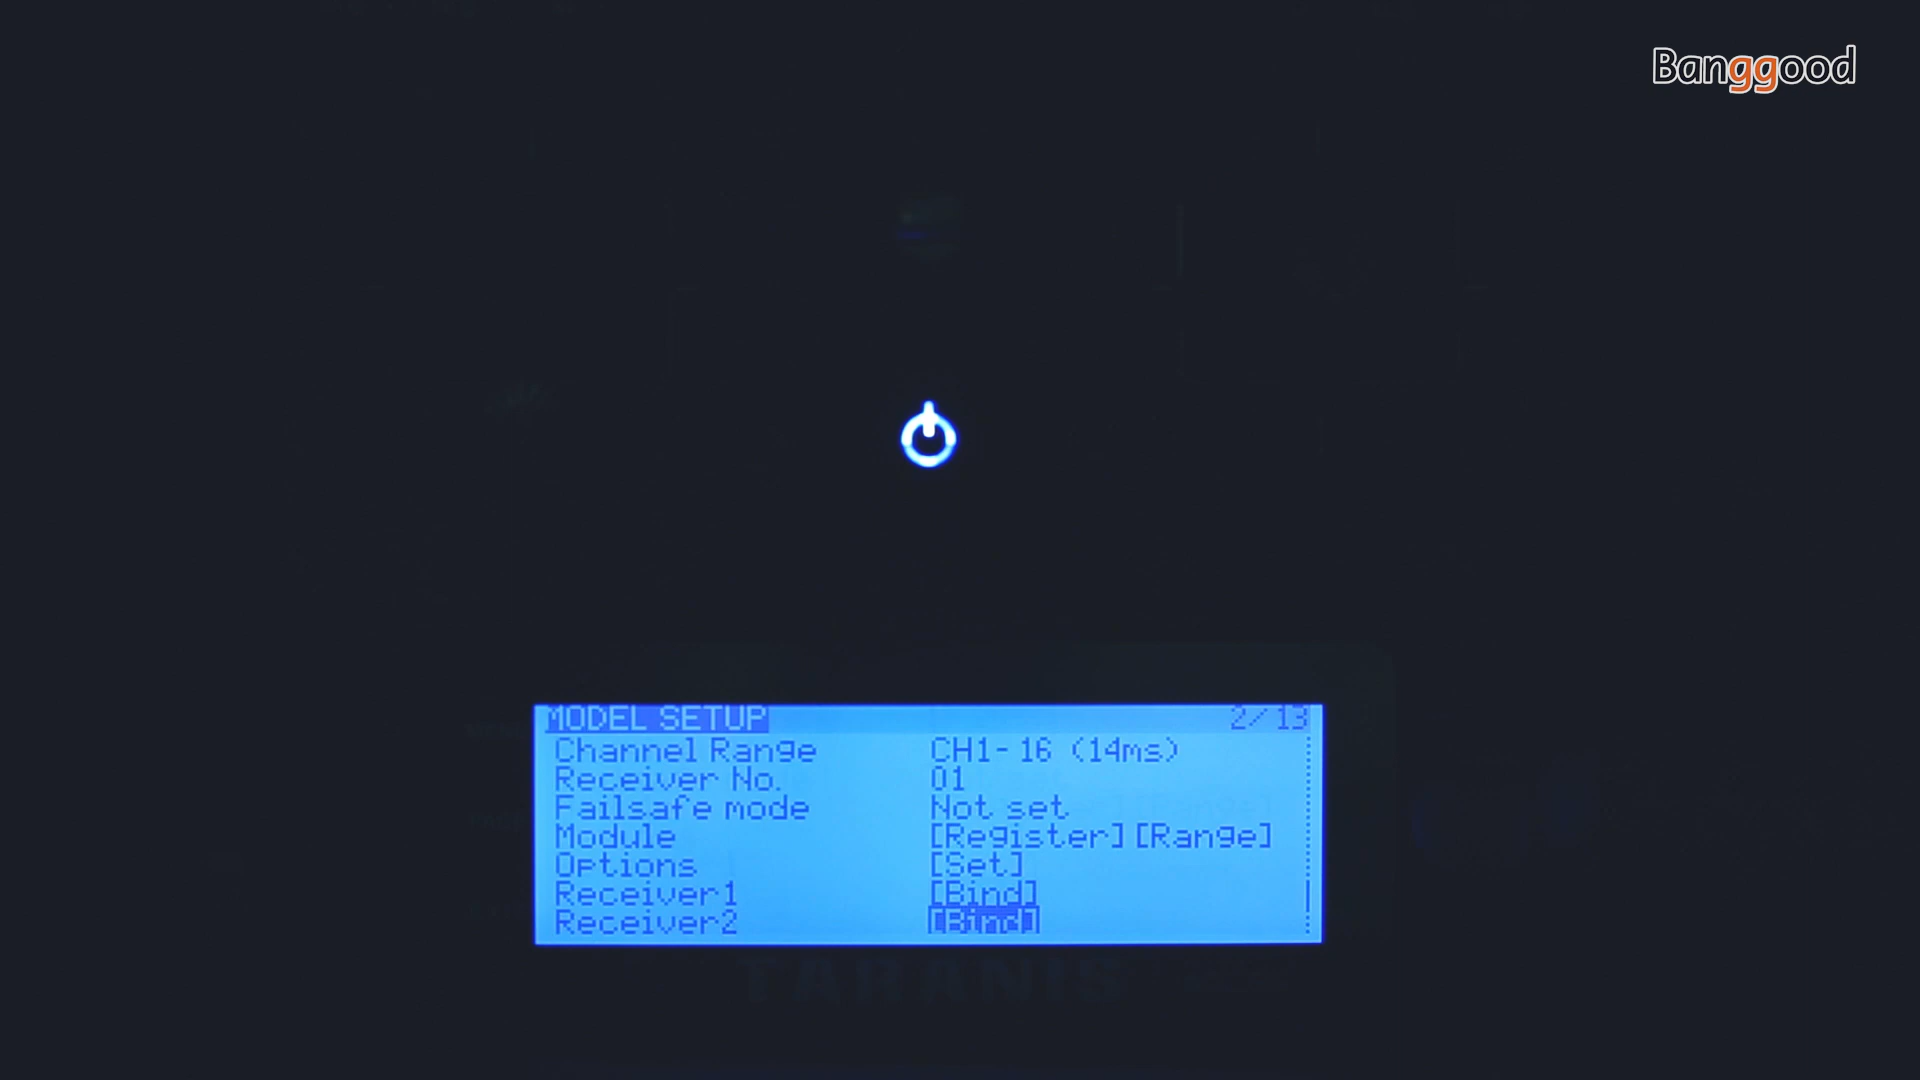 Banggood
MODEL SETUP 2/13
Channel Range CH1-16 (14ms)
Receiver No. 01
Failsafe mode Not set
Module [Register] [Range]
Options [Set]
Receiver1 [Bind]
Receiver2 [Bind]
TARANIS